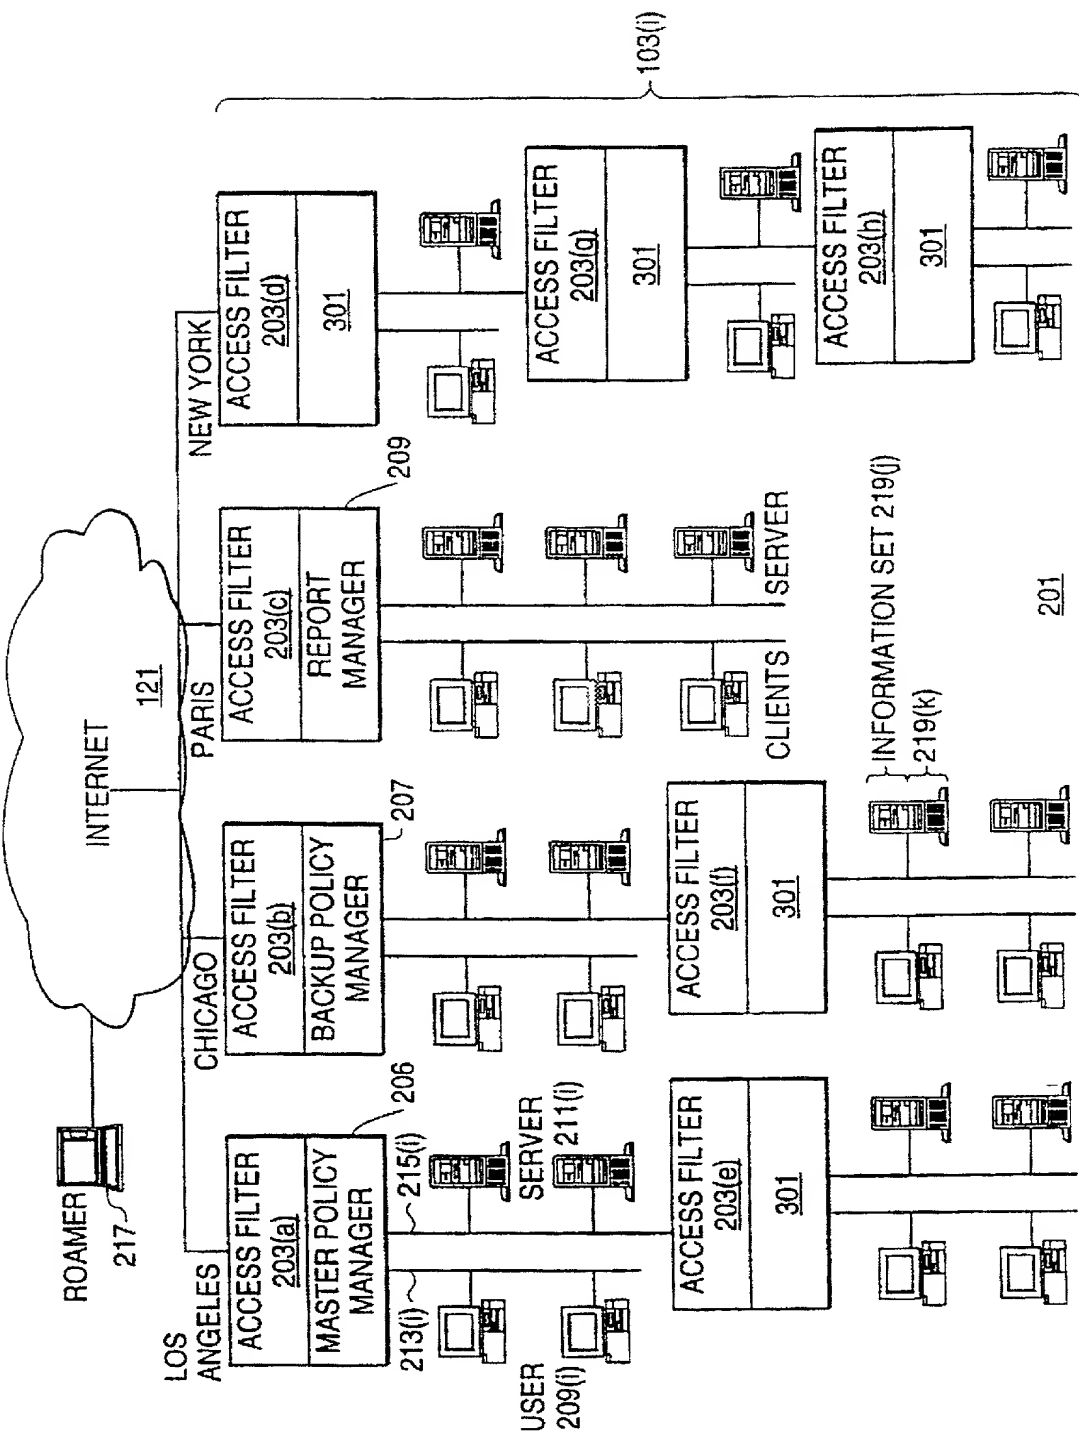 ROAMER
217
INTERNET
121
LOS
ANGELES
CHICAGO
PARIS
NEW YORK
ACCESS FILTER
203(a)
MASTER POLICY
MANAGER
206
ACCESS FILTER
203(b)
BACKUP POLICY
MANAGER
207
ACCESS FILTER
203(c)
REPORT
MANAGER
209
ACCESS FILTER
203(d)
301
103(i)
213(i)
215(i)
USER
209(i)
SERVER
211(i)
ACCESS FILTER
203(e)
301
ACCESS FILTER
203(f)
301
CLIENTS
SERVER
ACCESS FILTER
203(g)
301
ACCESS FILTER
203(h)
301
INFORMATION SET 219(j)
219(k)
201